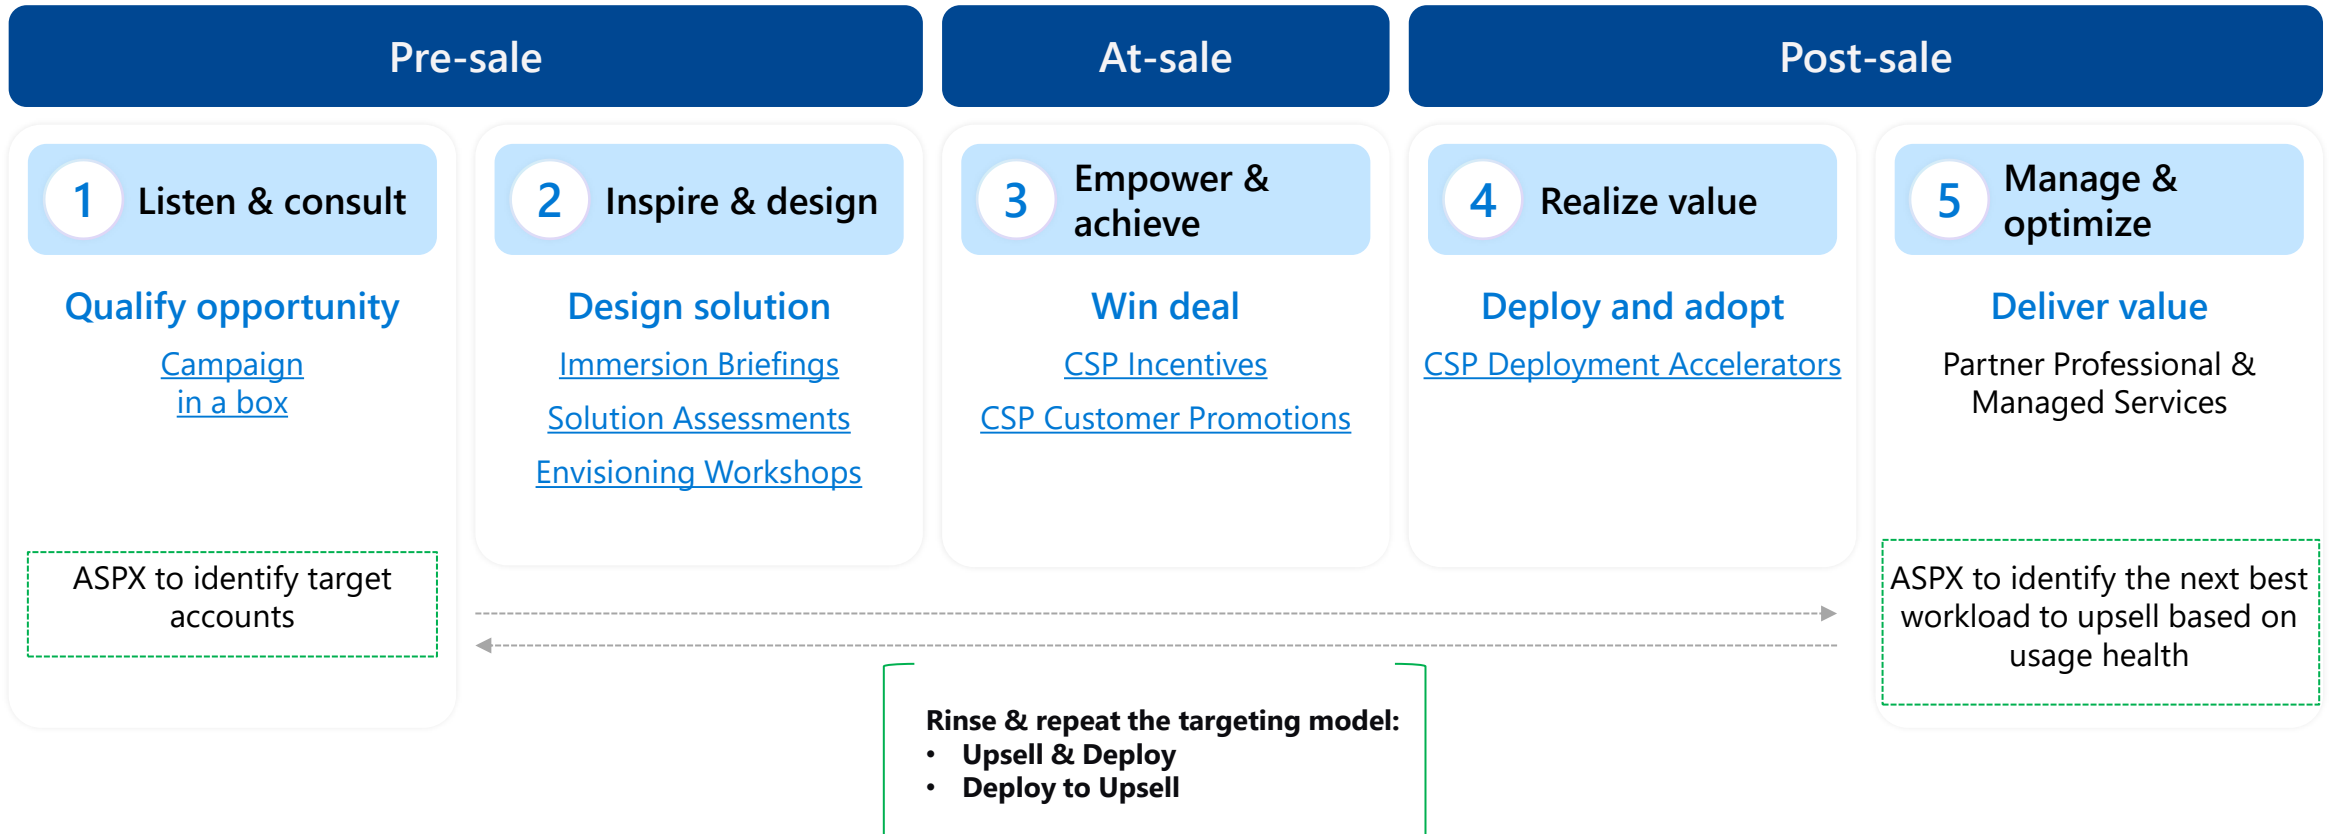 Pre-sale
At-sale
Post-sale
1
Listen & consult
Qualify opportunity
Campaign
in a box
ASPX to identify target
accounts
2
Inspire & design
Design solution
Immersion Briefings
Solution Assessments
Envisioning Workshops
3
Empower &
achieve
Win deal
CSP Incentives
CSP Customer Promotions
4
Realize value
Deploy and adopt
CSP Deployment Accelerators
5
Manage &
optimize
Deliver value
Partner Professional &
Managed Services
ASPX to identify the next best
workload to upsell based on
usage health
Rinse & repeat the targeting model:
• Upsell & Deploy
• Deploy to Upsell